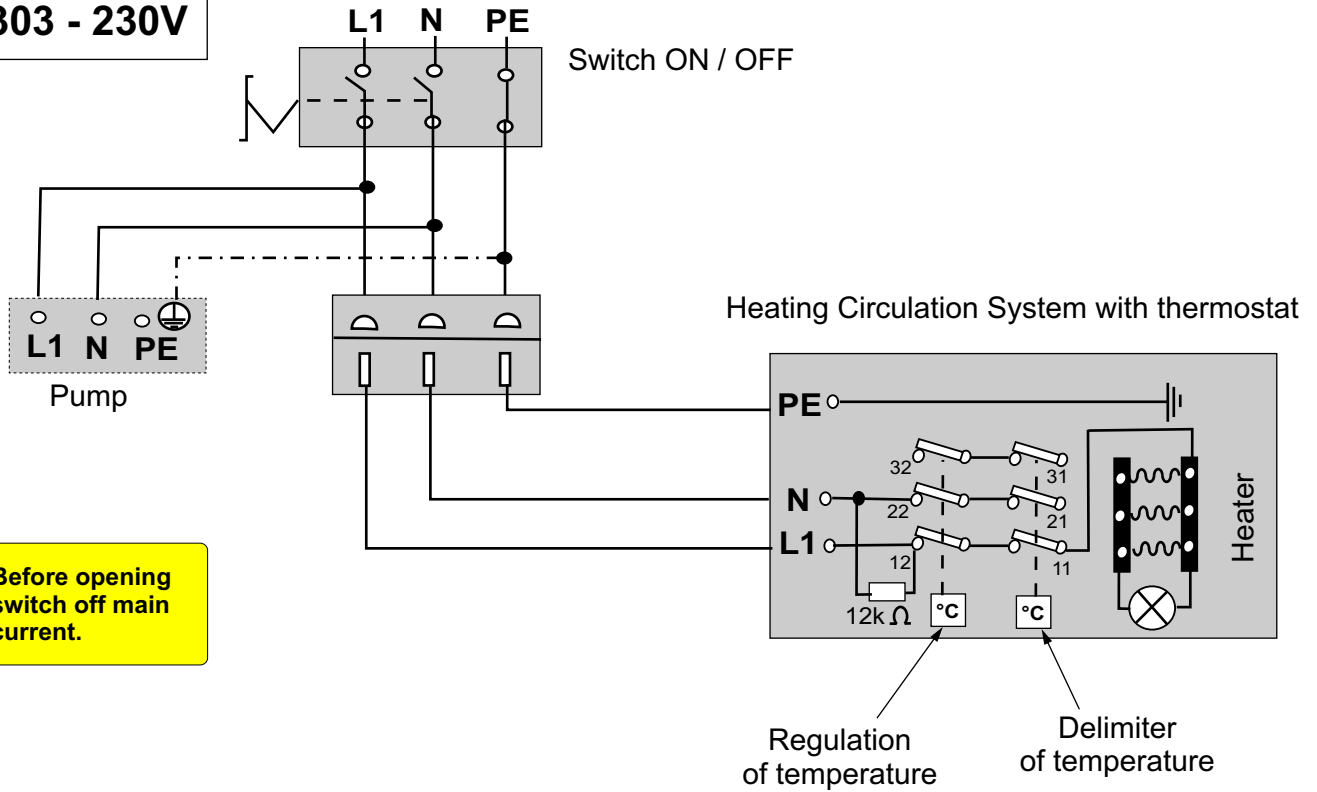 303 - 230V
L1 N PE
Switch ON / OFF
L1 N PE
Pump
Heating Circulation System with thermostat
PE
32
31
N
22
21
L1
12
11
12k Ω
°C
°C
Heater
Before opening
switch off main
current.
Regulation
of temperature
Delimiter
of temperature